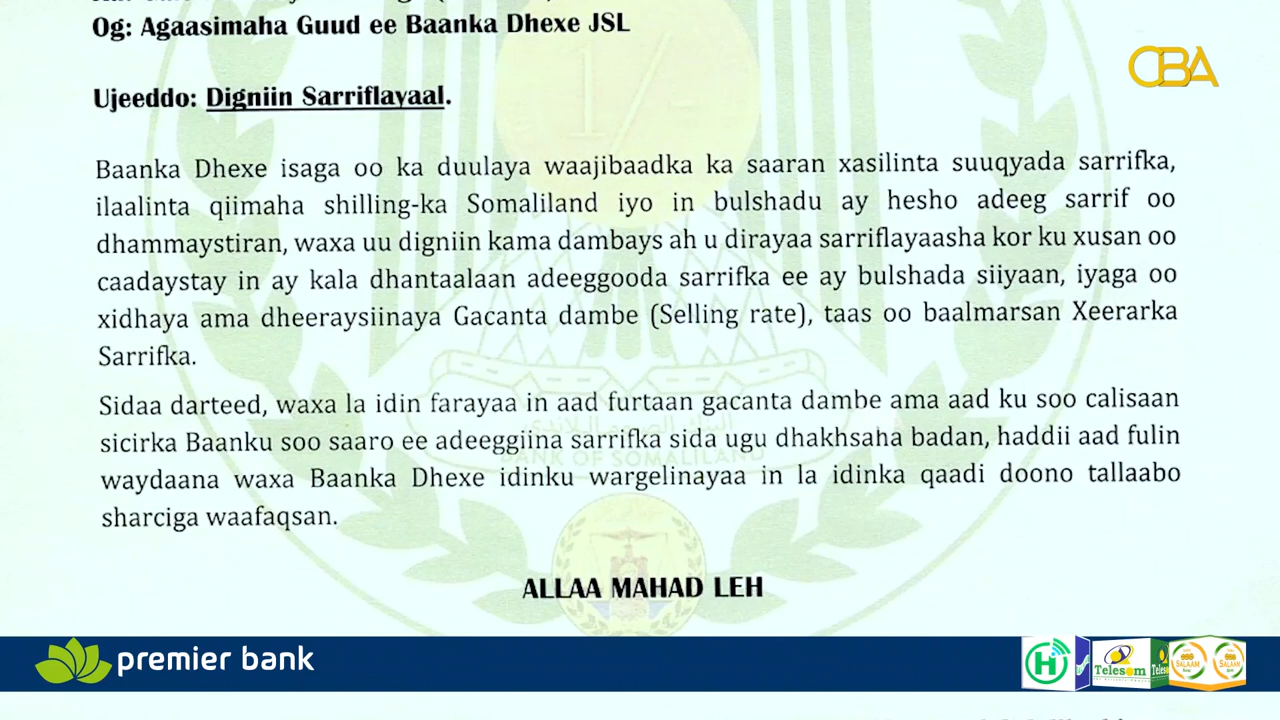 Og: Agaasimaha Guud ee Baanka Dhexe JSL
CBA
Ujeeddo: Digniin Sarriflayaal.
1/-
Baanka Dhexe isaga oo ka duulaya waajibaadka ka saaran xasilinta suuqyada sarrifka,
ilaalinta qiimaha shilling-ka Somaliland iyo in bulshadu ay hesho adeeg sarrif oo
dhammaystiran, waxa uu digniin kama dambays ah u dirayaa sarriflayaasha kor ku xusan oo
caadaystay in ay kala dhantaalaan adeeggooda sarrifka ee ay bulshada siiyaan, iyaga oo
xidhaya ama dheeraysiinaya Gacanta dambe (Selling rate), taas oo baalmarsan Xeerarka
Sarrifka.
Sidaa darteed, waxa la idin farayaa in aad furtaan gacanta dambe ama aad ku soo calisaan
sicirka Baanku soo saaro ee adeeggiina sarrifka sida ugu dhakhsaha badan, haddii aad fulin
BANK OF SOMALILAND
waydaana waxa Baanka Dhexe idinku wargelinayaa in la idinka qaadi doono tallaabo
sharciga waafaqsan.
ALLAA MAHAD LEH
premier bank
H
Telesom
SALAAM
SALAAM